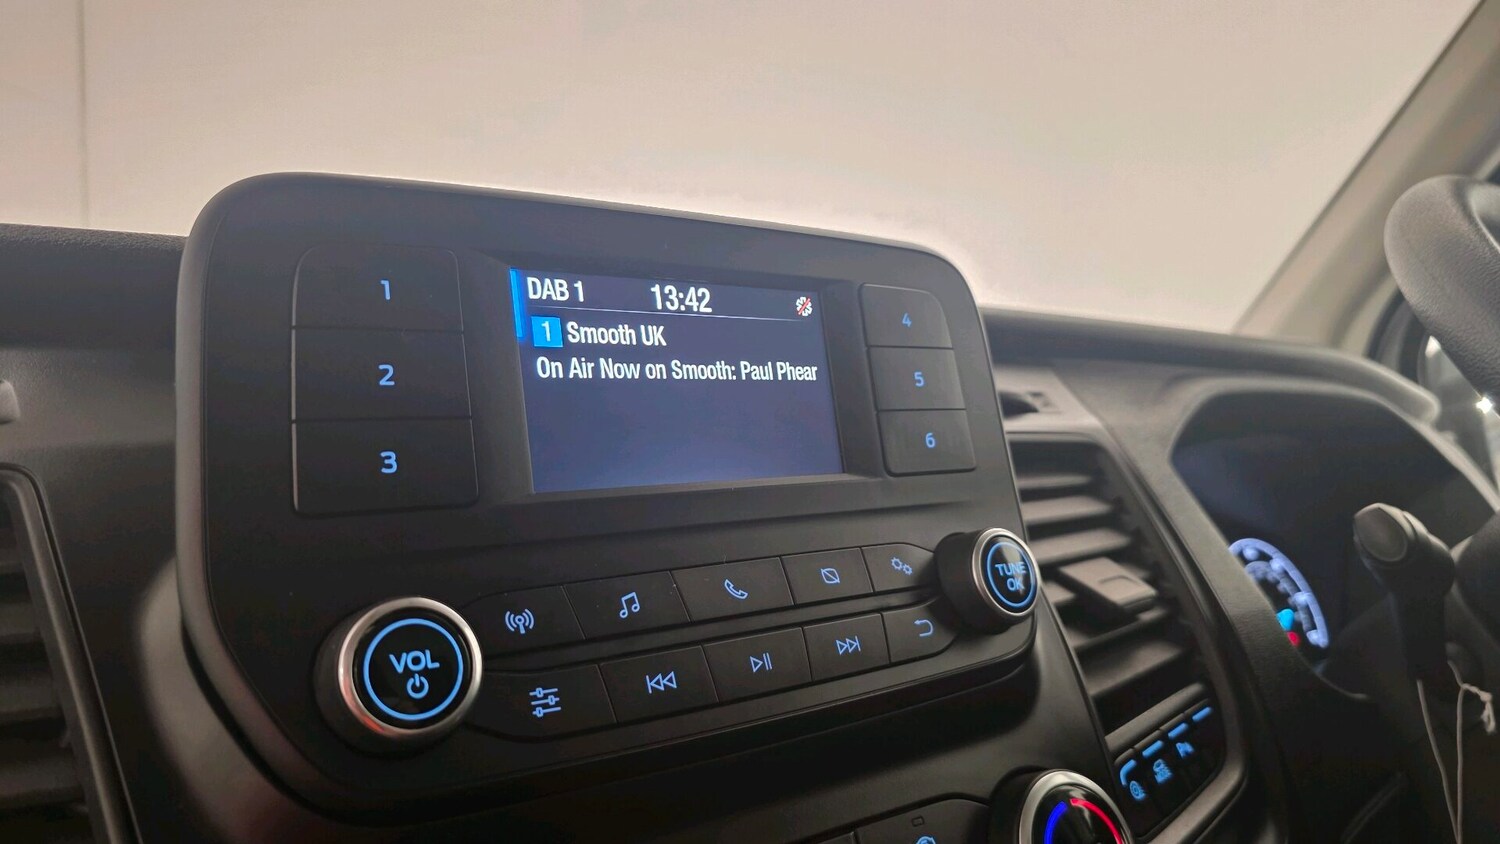 1
2
3
DAB 1 13:42
1 Smooth UK
On Air Now on Smooth: Paul Phear
4
5
6
VOL
TUNE
OK